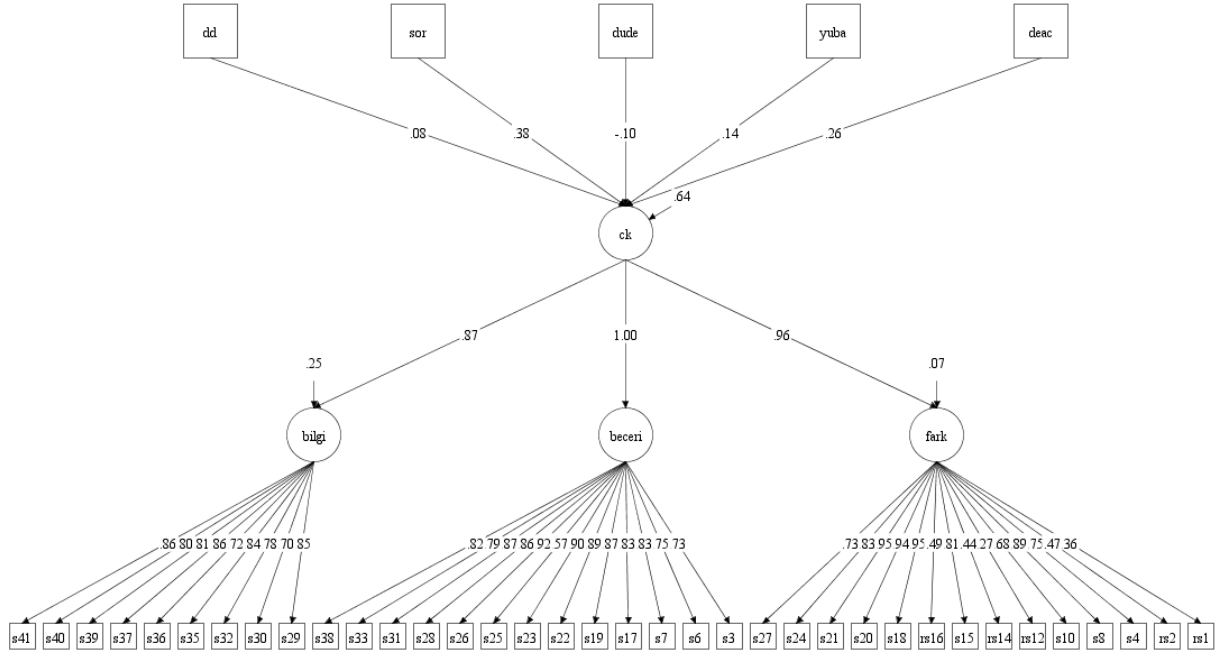 dd sor dude yuba deac
.08 .38 -.10 .14 .26
.64
ck
.87 1.00 .96
.25 .07
bilgi beceri fark
.86 80 81 86 72 84 78 70 85 .82 79 87 86 92 57 90 89 87 83 83 75 73 .73 83 95 94 95 .49 81 .44 27 68 89 75 .47 36
s41 s40 s39 s37 s36 s35 s32 s30 s29 s38 s33 s31 s28 s26 s25 s23 s22 s19 s17 s7 s6 s3 s27 s24 s21 s20 s18 rs16 s15 rs14 rs12 s10 s8 s4 rs2 rs1